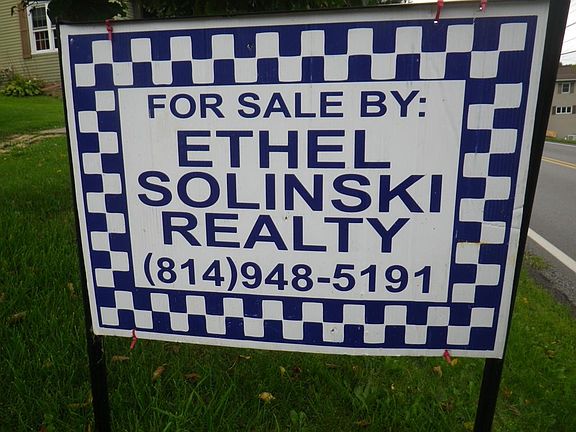 FOR SALE BY:
ETHEL
SOLINSKI
REALTY
(814)948-5191